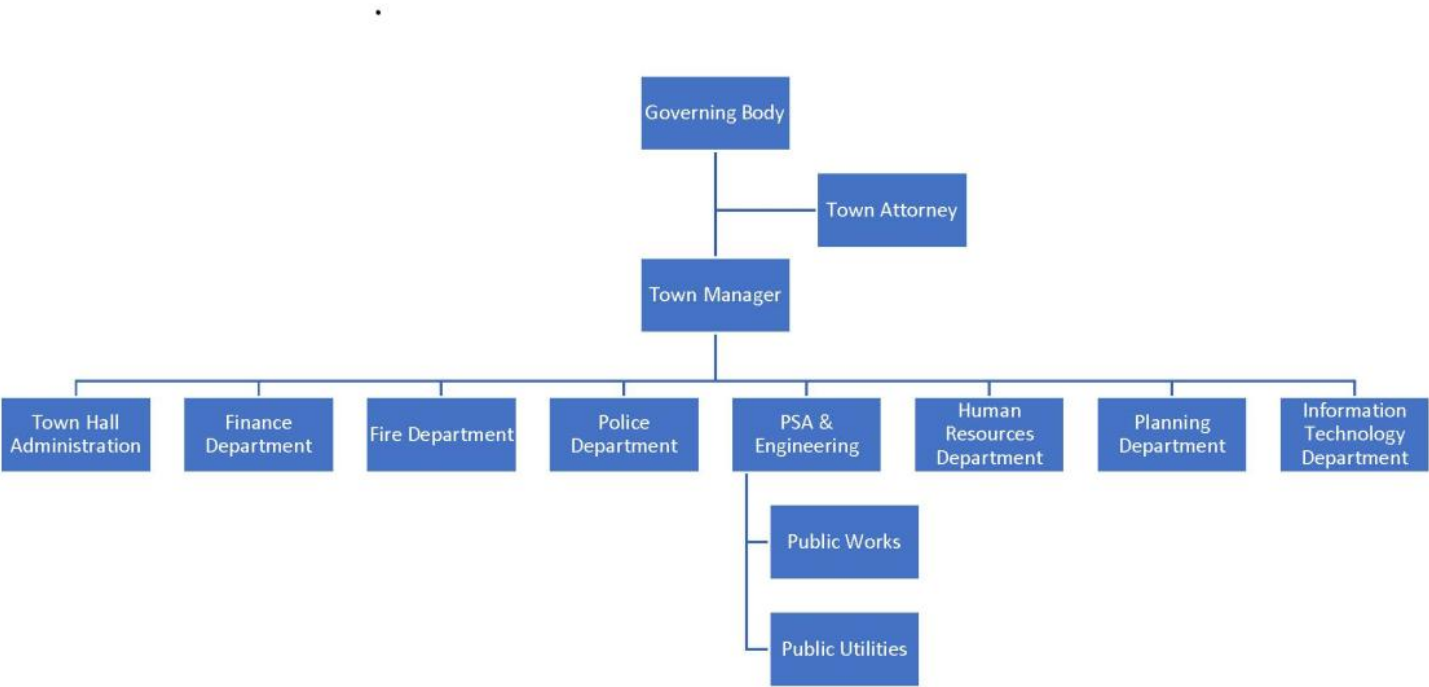 Governing Body
Town Attorney
Town Manager
Town Hall
Administration
Finance
Department
Fire Department
Police
Department
PSA &
Engineering
Human
Resources
Department
Planning
Department
Information
Technology
Department
Public Works
Public Utilities